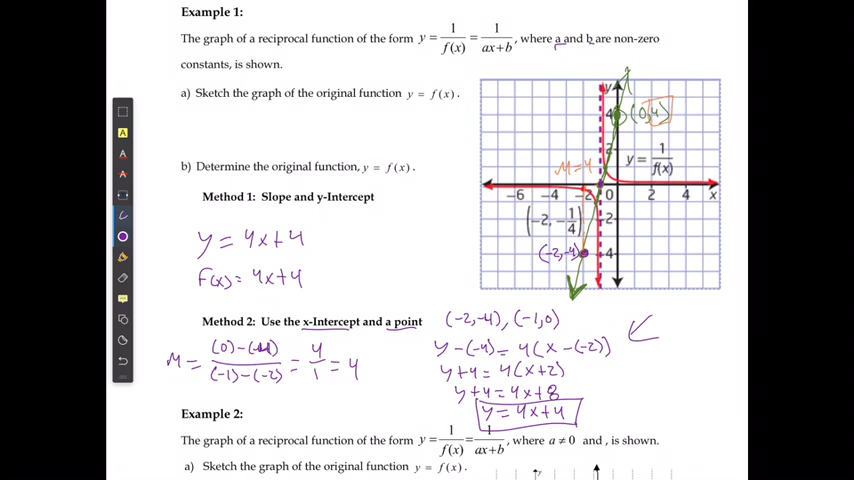 Example 1:
The graph of a reciprocal function of the form y = 1/f(x) = 1/ax+b, where a and b are non-zero
constants, is shown.
a) Sketch the graph of the original function y = f(x).
b) Determine the original function, y = f(x).
Method 1: Slope and y-Intercept
y = 4x+4
F(x) = 4x+4
y
4
(0,4)
2
M=4
y = 1/f(x)
-6 -4 -2 0 2 4 x
(-2, -1/4)
-2
(-2,-4)
-4
Method 2: Use the x-Intercept and a point
(-2,-4), (-1,0)
M = (0)-(-4)/(-1)-(-2) = 4/1 = 4
y-(-4) = 4(x-(-2))
y+4 = 4(x+2)
y+4 = 4x+8
y = 4x+4
Example 2:
The graph of a reciprocal function of the form y = 1/f(x) = 1/ax+b, where a ≠ 0 and , is shown.
a) Sketch the graph of the original function y = f(x).
y